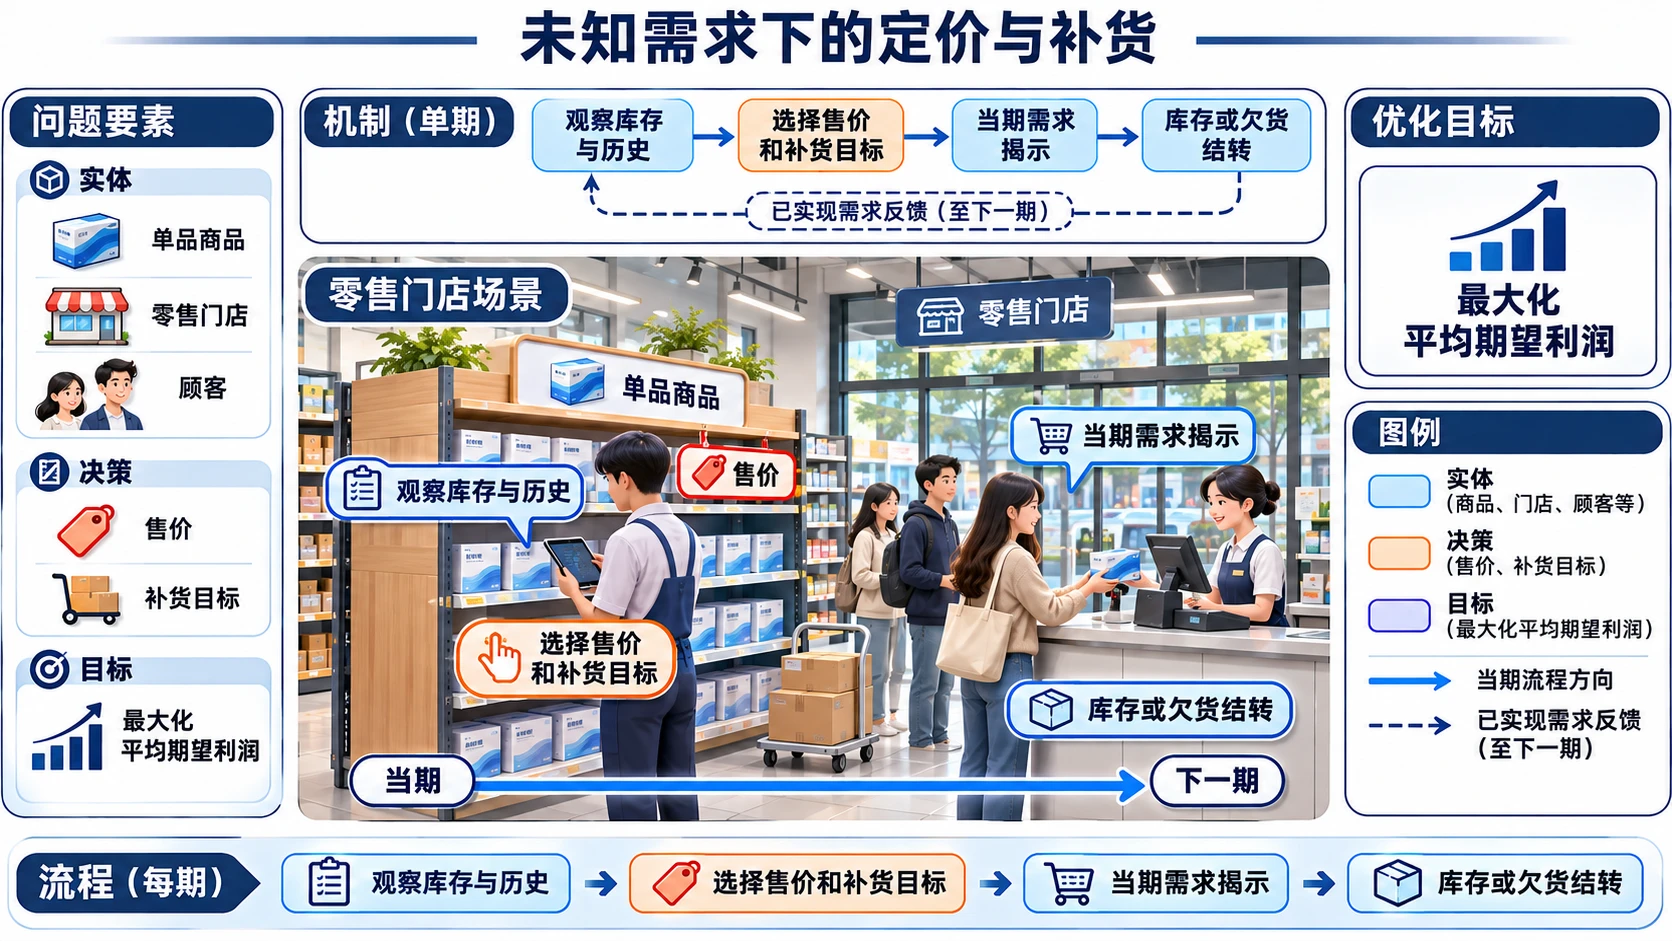 未知需求下的定价与补货
问题要素
实体
单品商品
零售门店
顾客
决策
售价
补货目标
目标
最大化
平均期望利润
机制（单期）
观察库存
与历史
选择售价
和补货目标
当期需求
揭示
库存或欠货
结转
已实现需求反馈（至下一期）
零售门店场景
零售门店
单品商品
售价
观察库存与历史
当期需求揭示
选择售价
和补货目标
库存或欠货结转
当期
下一期
优化目标
最大化
平均期望利润
图例
实体
（商品、门店、顾客等）
决策
（售价、补货目标）
目标
（最大化平均期望利润）
当期流程方向
已实现需求反馈
（至下一期）
流程（每期）
观察库存与历史
选择售价和补货目标
当期需求揭示
库存或欠货结转